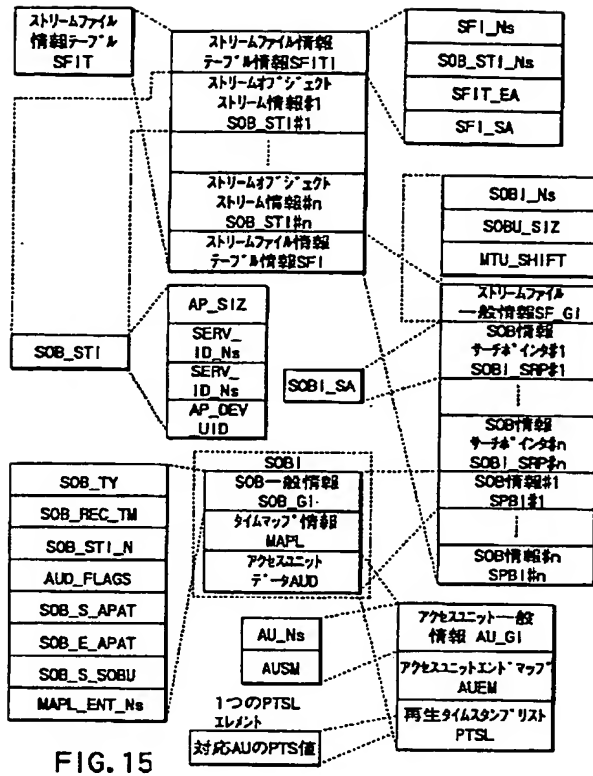 ストリームファイル
情報テーブル
SFIT
ストリームファイル情報
テーブル情報SFITI
ストリームオブジェクト
ストリーム情報#1
SOB_STI#1
ストリームオブジェクト
ストリーム情報#n
SOB_STI#n
ストリームファイル情報
テーブル情報SFI
SFI_Ns
SOB_STI_Ns
SFIT_EA
SFI_SA
SOBI_Ns
SOBU_SIZ
MTU_SHIFT
ストリームファイル
一般情報SF_GI
SOB情報
サーチポインタ#1
SOBI_SRP#1
SOB情報
サーチポインタ#n
SOBI_SRP#n
SOB情報#1
SPBI#1
SOB情報#n
SPBI#n
SOB_STI
AP_SIZ
SERV_
ID_Ns
SERV_
ID_Ns
AP_DEV
_UID
SOBI_SA
SOBI
SOB一般情報
SOB_GI
タイムマップ情報
MAPL
アクセスユニット
データAUD
SOB_TY
SOB_REC_TM
SOB_STI_N
AUD_FLAGS
SOB_S_APAT
SOB_E_APAT
SOB_S_SOBU
MAPL_ENT_Ns
AU_Ns
AUSM
アクセスユニット一般
情報 AU_GI
アクセスユニットエンドマップ
AUEM
再生タイムスタンプリスト
PTSL
1つのPTSL
エレメント
対応AUのPTS値
FIG. 15